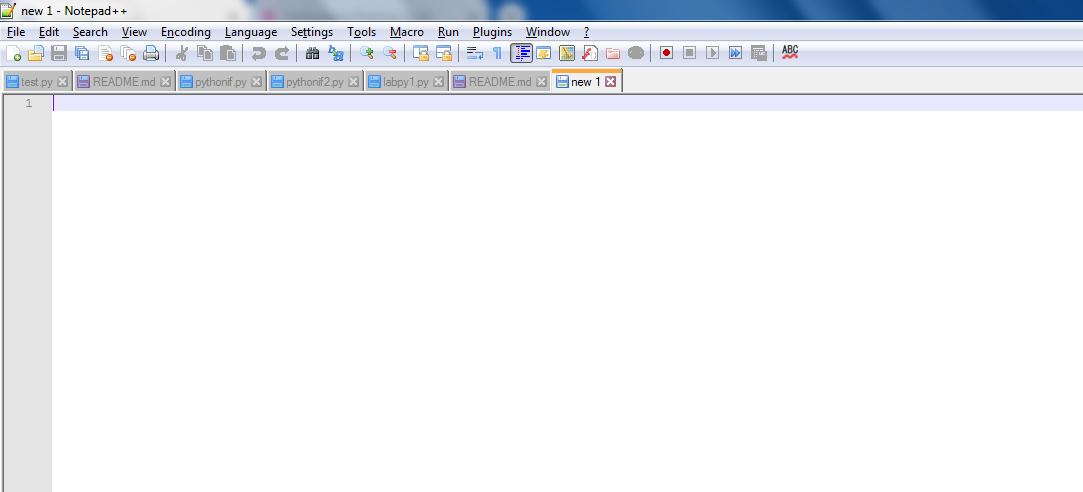 new 1 - Notepad++
File Edit Search View Encoding Language Settings Tools Macro Run Plugins Window ?
ABC
test.py README.md pythonif.py pythonif2.py labpy1.py README.md new 1
1